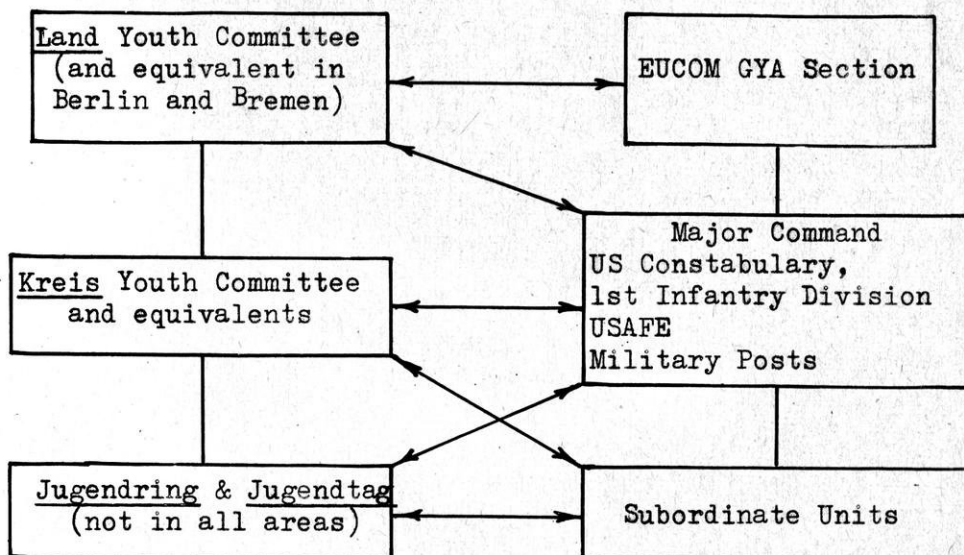 Land Youth Committee
(and equivalent in
Berlin and Bremen)
EUCOM GYA Section
Major Command
US Constabulary,
1st Infantry Division
USAFE
Military Posts
Kreis Youth Committee
and equivalents
Jugendring & Jugendtag
(not in all areas)
Subordinate Units